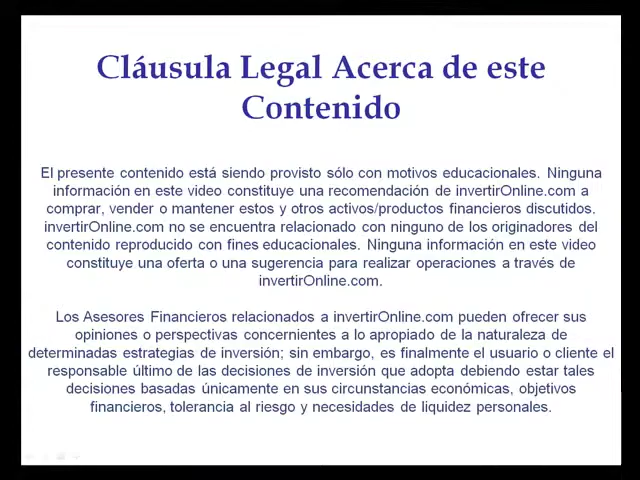 Cláusula Legal Acerca de este
Contenido
El presente contenido está siendo provisto sólo con motivos educacionales. Ninguna
información en este video constituye una recomendación de invertirOnline.com a
comprar, vender o mantener estos y otros activos/productos financieros discutidos.
invertirOnline.com no se encuentra relacionado con ninguno de los originadores del
contenido reproducido con fines educacionales. Ninguna información en este video
constituye una oferta o una sugerencia para realizar operaciones a través de
invertirOnline.com.
Los Asesores Financieros relacionados a invertirOnline.com pueden ofrecer sus
opiniones o perspectivas concernientes a lo apropiado de la naturaleza de
determinadas estrategias de inversión; sin embargo, es finalmente el usuario o cliente el
responsable último de las decisiones de inversión que adopta debiendo estar tales
decisiones basadas únicamente en sus circunstancias económicas, objetivos
financieros, tolerancia al riesgo y necesidades de liquidez personales.